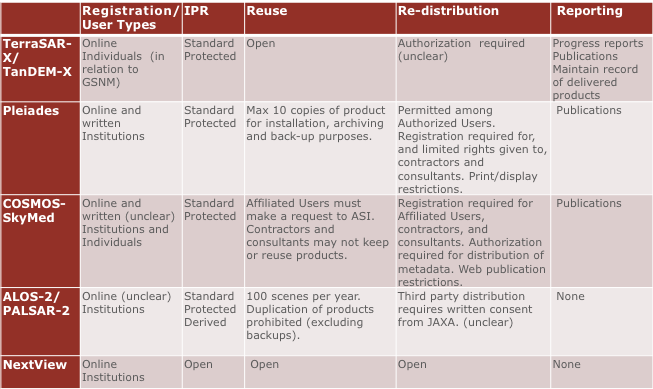 Registration/ User Types IPR Reuse Re-distribution Reporting
TerraSAR-X/ TanDEM-X
Online
Individuals (in
relation to
GSNM)
Standard
Protected
Open
Authorization required
(unclear)
Progress reports
Publications
Maintain record
of delivered
products
Pleiades
Online and
written
Institutions
Standard
Protected
Max 10 copies of product
for installation, archiving
and back-up purposes.
Permitted among
Authorized Users.
Registration required for,
and limited rights given to,
contractors and
consultants. Print/display
restrictions.
Publications
COSMOS-
SkyMed
Online and
written (unclear)
Institutions and
Individuals
Standard
Protected
Affiliated Users must
make a request to ASI.
Contractors and
consultants may not keep
or reuse products.
Registration required for
Affiliated Users,
contractors, and
consultants. Authorization
required for distribution of
metadata. Web publication
restrictions.
Publications
ALOS-2/
PALSAR-2
Online (unclear)
Institutions
Standard
Protected
Derived
100 scenes per year.
Duplication of products
prohibited (excluding
backups).
Third party distribution
requires written consent
from JAXA. (unclear)
None
NextView
Online
Institutions
Open
Open
Open
None